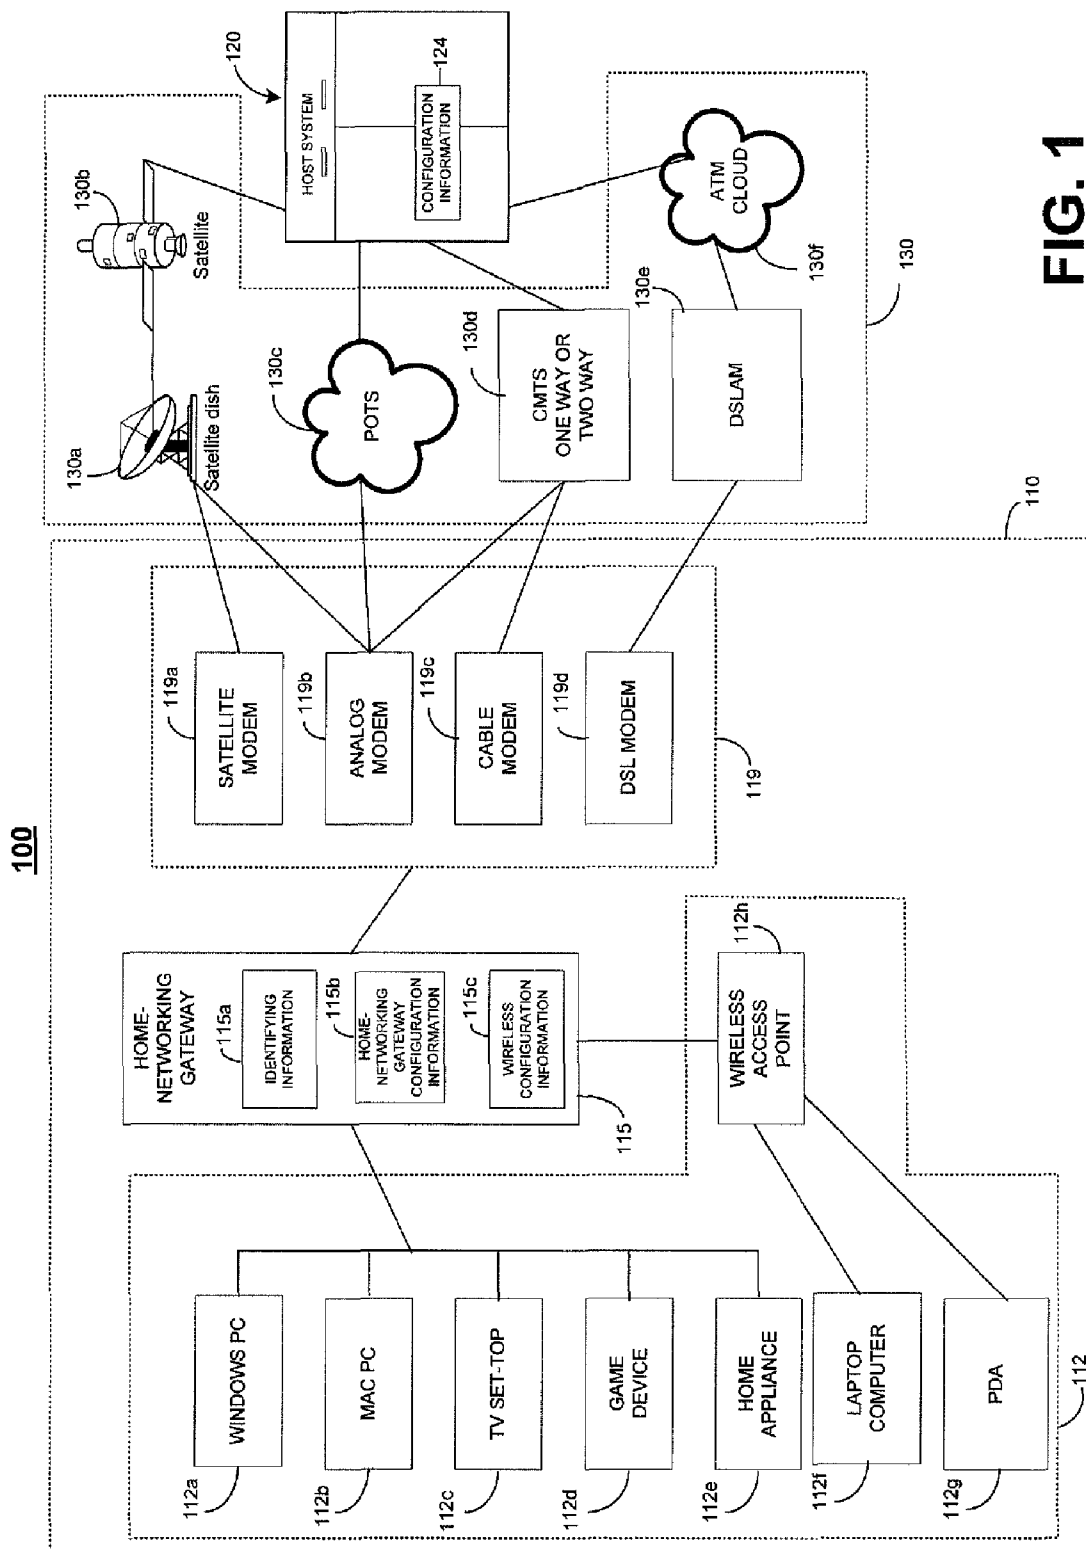 100
112a
WINDOWS PC
112b
MAC PC
112c
TV SET-TOP
112d
GAME
DEVICE
112e
HOME
APPLIANCE
112f
LAPTOP
COMPUTER
112g
PDA
112
HOME-
NETWORKING
GATEWAY
115a
IDENTIFYING
INFORMATION
115b
HOME-
NETWORKING
GATEWAY
CONFIGURATION
INFORMATION
115c
WIRELESS
CONFIGURATION
INFORMATION
115
112h
WIRELESS
ACCESS
POINT
119a
SATELLITE
MODEM
119b
ANALOG
MODEM
119c
CABLE
MODEM
119d
DSL MODEM
119
110
130a
Satellite dish
130b
Satellite
130c
POTS
130d
CMTS
ONE WAY OR
TWO WAY
130e
DSLAM
130f
ATM
CLOUD
130
120
HOST SYSTEM
124
CONFIGURATION
INFORMATION
FIG. 1